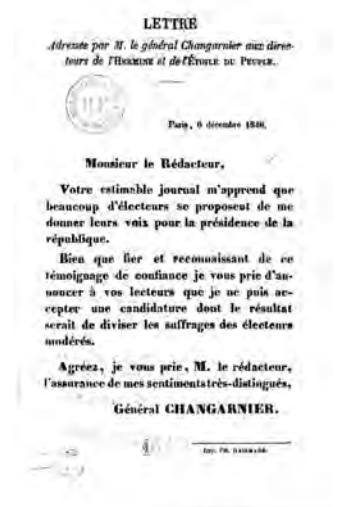 LETTRE
Adressée par M. le général Changarnier aux direc-
teurs de l'HERMINE et de l'ÉTOILE DU PEUPLE.
Paris, 6 décembre 1848.
Monsieur le Rédacteur,
Votre estimable journal m'apprend que
beaucoup d'électeurs se proposent de me
donner leurs voix pour la présidence de la
république.
Bien que fier et reconnaissant de ce
témoignage de confiance je vous prie d'an-
noncer à vos lecteurs que je ne puis ac-
cepter une candidature dont le résultat
serait de diviser les suffrages des électeurs
modérés.
Agréez, je vous prie, M. le rédacteur,
l'assurance de mes sentiments très-distingués,
Général CHANGARNIER.